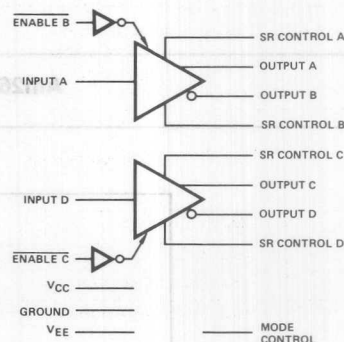 ENABLE B
SR CONTROL A
OUTPUT A
INPUT A
OUTPUT B
SR CONTROL B
SR CONTROL C
OUTPUT C
INPUT D
OUTPUT D
SR CONTROL D
ENABLE C
VCC
GROUND
VEE
MODE
CONTROL